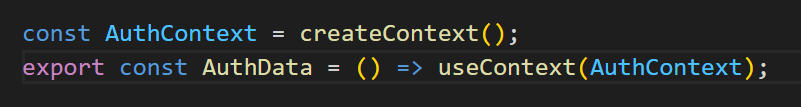 const AuthContext = createContext();
export const AuthData = () => useContext(AuthContext);